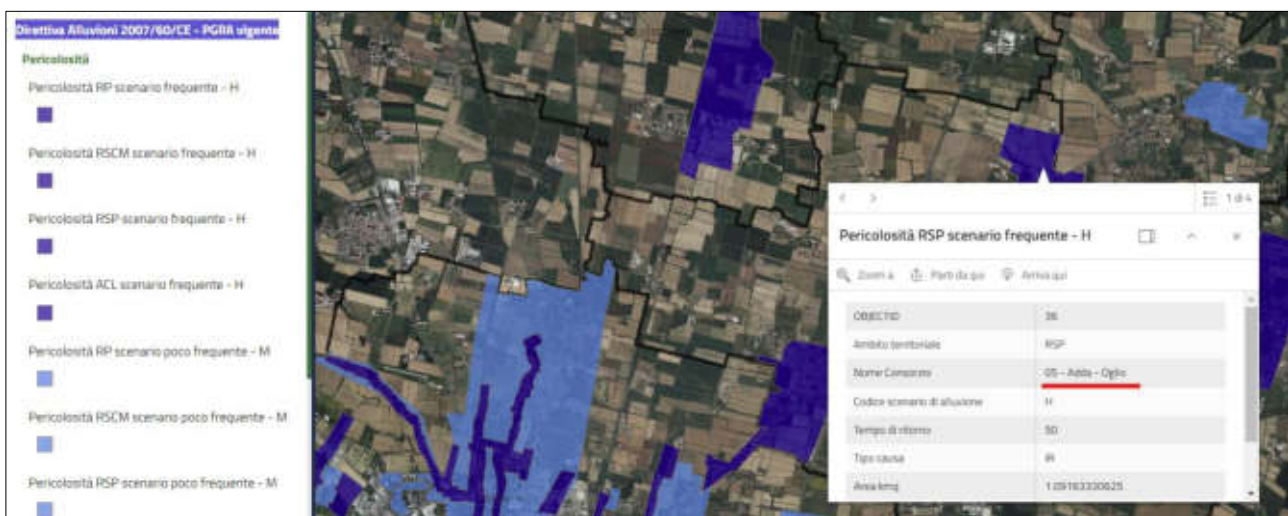 Direttiva Alluvioni 2007/60/CE - PGRA vigente
Pericolosità
Pericolosità RP scenario frequente - H
Pericolosità RSCM scenario frequente - H
Pericolosità RSP scenario frequente - H
Pericolosità ACL scenario frequente - H
Pericolosità RP scenario poco frequente - M
Pericolosità RSCM scenario poco frequente - M
Pericolosità RSP scenario poco frequente - M
1 di 4
Pericolosità RSP scenario frequente - H
Zoom a Parti da qui Arriva qui
OBJECTID 36
Ambito territoriale RSP
Nome Consorzio 05 - Adda - Oglio
Codice scenario di alluvione H
Tempo di ritorno 50
Tipo causa IR
Area kmq 1.09163330625